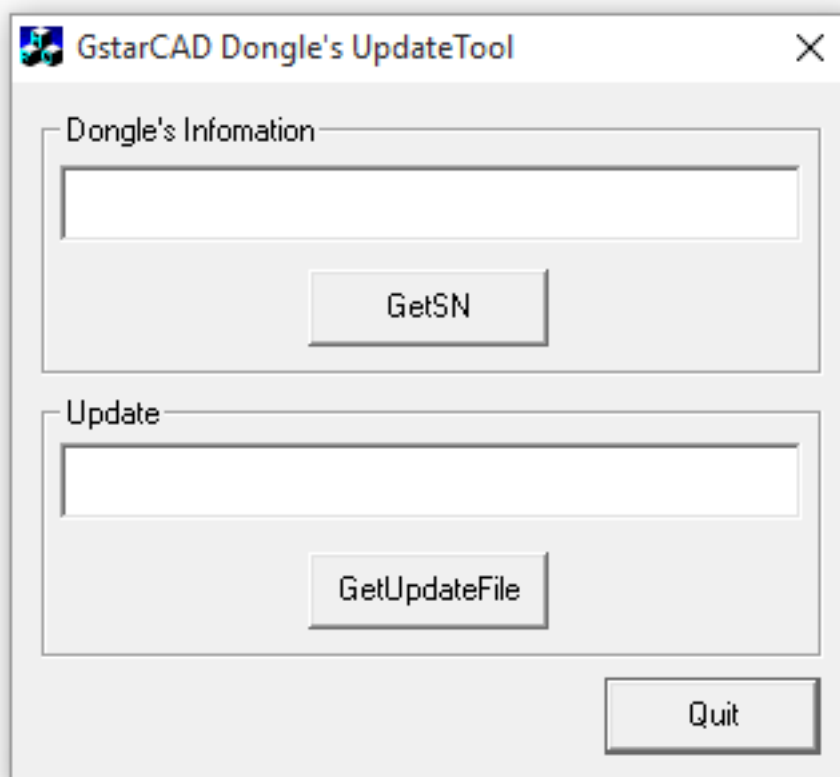 GstarCAD Dongle's UpdateTool
Dongle's Infomation
GetSN
Update
GetUpdateFile
Quit